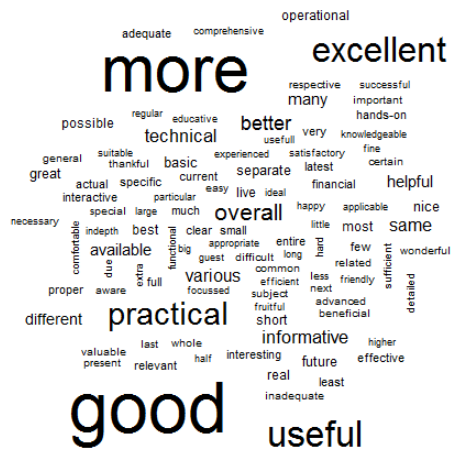 operational
adequate comprehensive
more excellent
respective successful
many important
regular educative hands-on
possible technical better usefull very knowledgeable
suitable experienced satisfactory fine
general thankful basic separate latest certain
great actual specific current easy live ideal financial helpful
interactive particular
necessary special large much overall happy applicable nice
comfortable indepth best clear small little most same
available due extra functional big appropriate entire hard few sufficient wonderful
guest difficult long related detailed
proper aware full various common less friendly
focussed efficient next
subject advanced
different practical fruitful beneficial
short
last whole informative higher
valuable half interesting future effective
present relevant real
least
good inadequate
useful